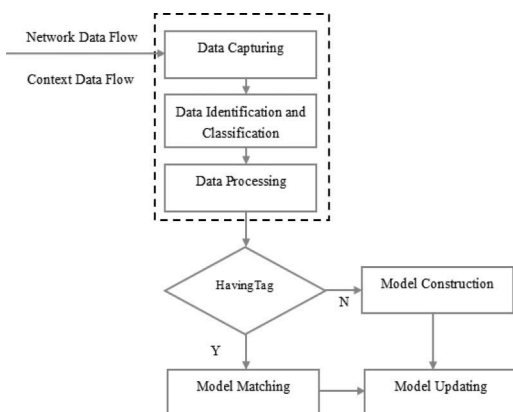 Network Data Flow
Context Data Flow
Data Capturing
Data Identification and
Classification
Data Processing
HavingTag
N
Model Construction
Y
Model Matching
Model Updating